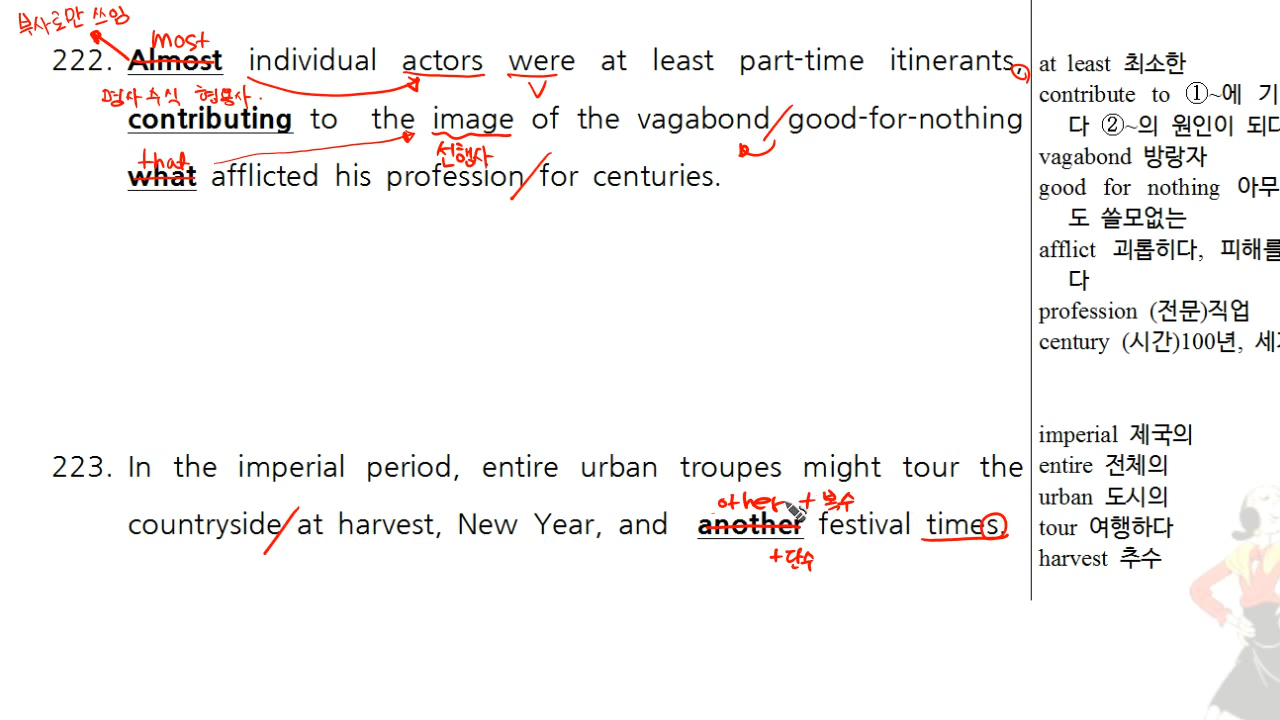 부사로만 쓰임
most
222. Almost individual actors were at least part-time itinerants,
명사 수식 형용사.
contributing to the image of the vagabond good-for-nothing
that 선행사
what afflicted his profession for centuries.
at least 최소한
contribute to ①~에 기
다 ②~의 원인이 되다
vagabond 방랑자
good for nothing 아무
도 쓸모없는
afflict 괴롭히다, 피해를
다
profession (전문)직업
century (시간)100년, 세기
223. In the imperial period, entire urban troupes might tour the
other + 복수
countryside at harvest, New Year, and another festival times.
+단수
imperial 제국의
entire 전체의
urban 도시의
tour 여행하다
harvest 추수